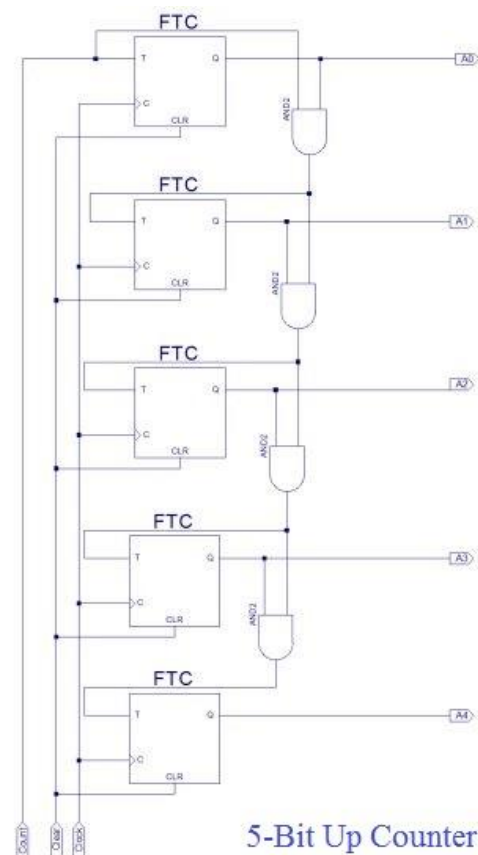 FTC
T Q
A0
AND2
C
CLR
FTC
T Q
A1
AND2
C
CLR
FTC
T Q
A2
AND2
C
CLR
FTC
T Q
A3
AND2
C
CLR
FTC
T Q
A4
C
CLR
Count
Clear
Clock
5-Bit Up Counter